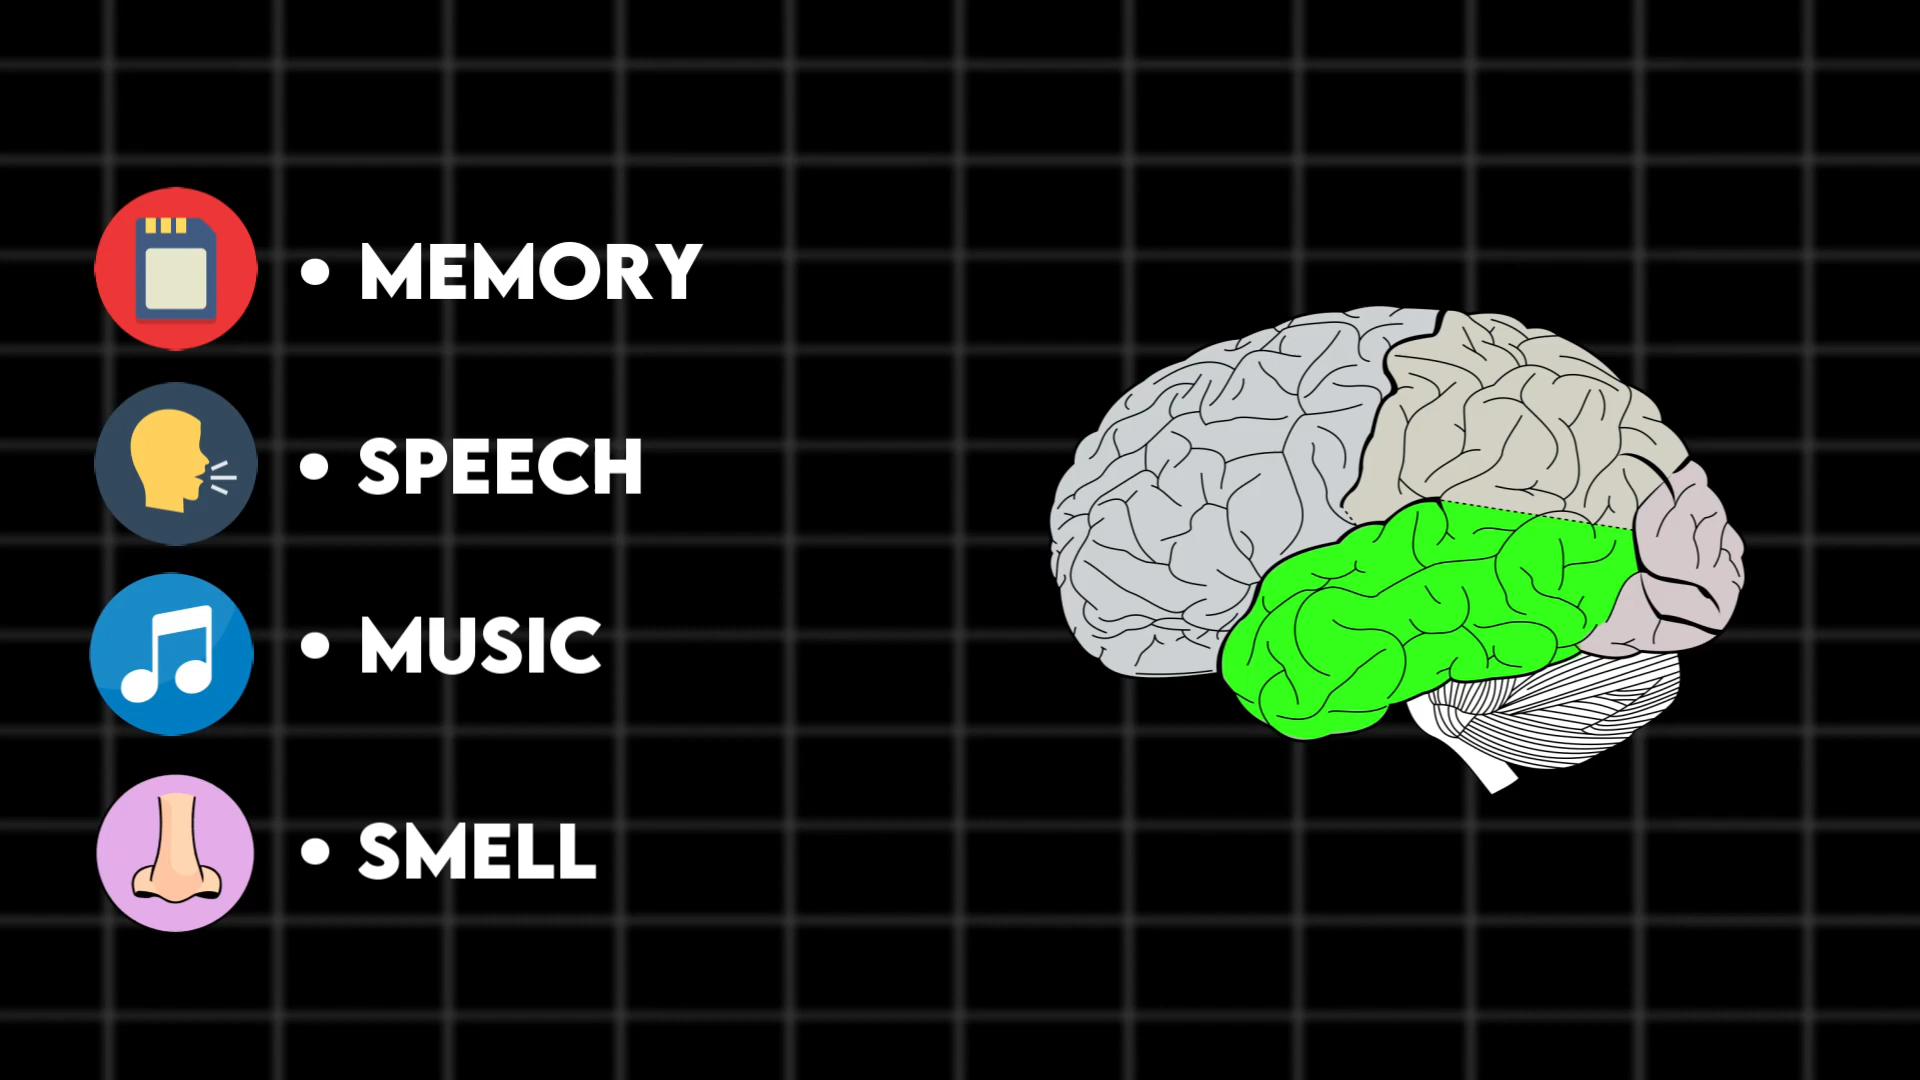 • MEMORY
• SPEECH
• MUSIC
• SMELL